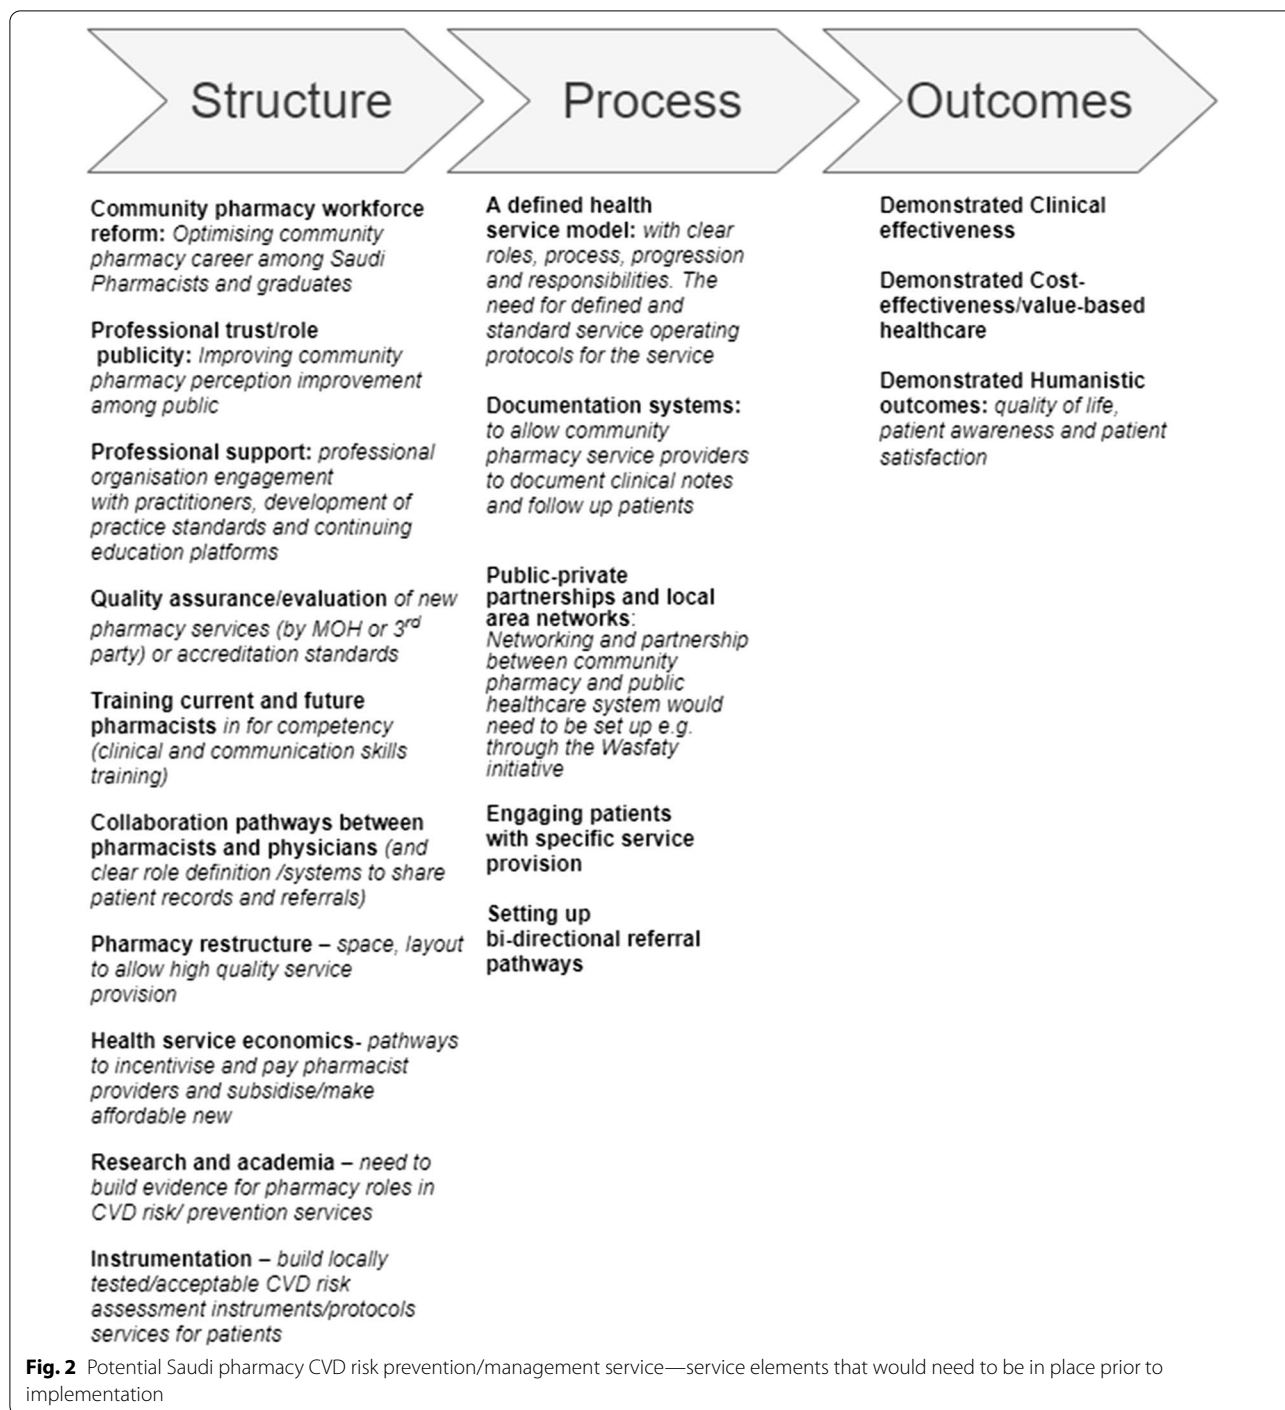 Structure
Process
Outcomes
Community pharmacy workforce
reform: Optimising community
pharmacy career among Saudi
Pharmacists and graduates
Professional trust/role
publicity: Improving community
pharmacy perception improvement
among public
Professional support: professional
organisation engagement
with practitioners, development of
practice standards and continuing
education platforms
Quality assurance/evaluation of new
pharmacy services (by MOH or 3rd
party) or accreditation standards
Training current and future
pharmacists in for competency
(clinical and communication skills
training)
Collaboration pathways between
pharmacists and physicians (and
clear role definition /systems to share
patient records and referrals)
Pharmacy restructure – space, layout
to allow high quality service
provision
Health service economics- pathways
to incentivise and pay pharmacist
providers and subsidise/make
affordable new
Research and academia – need to
build evidence for pharmacy roles in
CVD risk/ prevention services
Instrumentation – build locally
tested/acceptable CVD risk
assessment instruments/protocols
services for patients
A defined health
service model: with clear
roles, process, progression
and responsibilities. The
need for defined and
standard service operating
protocols for the service
Documentation systems:
to allow community
pharmacy service providers
to document clinical notes
and follow up patients
Public-private
partnerships and local
area networks:
Networking and partnership
between community
pharmacy and public
healthcare system would
need to be set up e.g.
through the Wasfaty
initiative
Engaging patients
with specific service
provision
Setting up
bi-directional referral
pathways
Demonstrated Clinical
effectiveness
Demonstrated Cost-
effectiveness/value-based
healthcare
Demonstrated Humanistic
outcomes: quality of life,
patient awareness and patient
satisfaction
Fig. 2 Potential Saudi pharmacy CVD risk prevention/management service—service elements that would need to be in place prior to
implementation